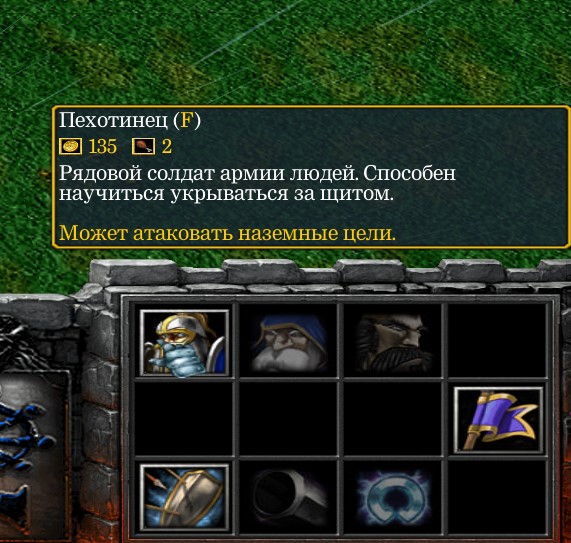 Пехотинец (F)
135 2
Рядовой солдат армии людей. Способен
научиться укрываться за щитом.
Может атаковать наземные цели.